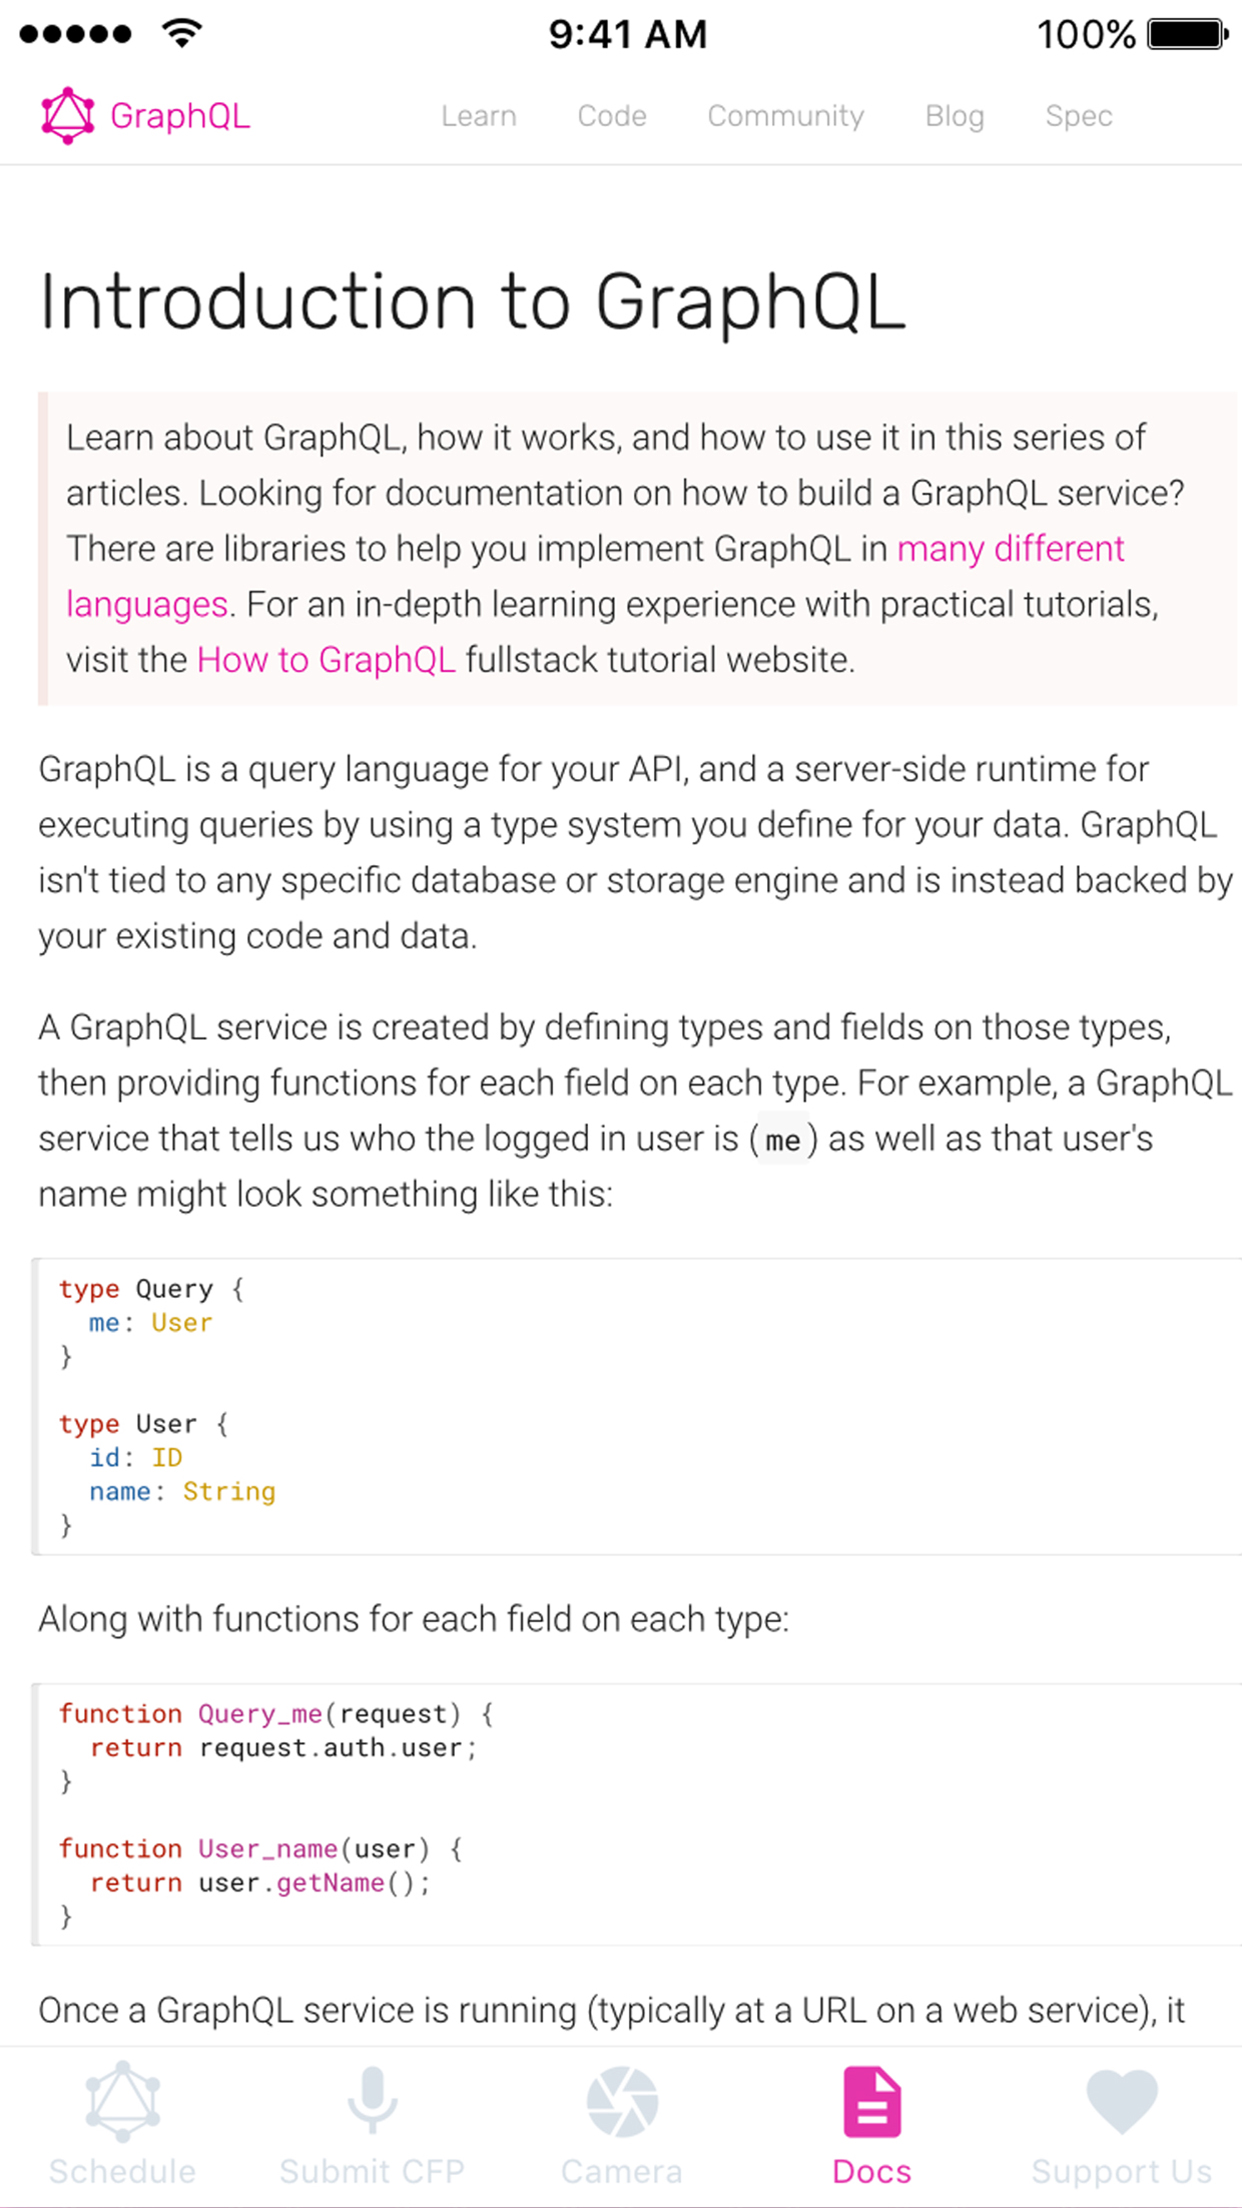 9:41 AM 100%
GraphQL Learn Code Community Blog Spec
Introduction to GraphQL
Learn about GraphQL, how it works, and how to use it in this series of
articles. Looking for documentation on how to build a GraphQL service?
There are libraries to help you implement GraphQL in many different
languages. For an in-depth learning experience with practical tutorials,
visit the How to GraphQL fullstack tutorial website.
GraphQL is a query language for your API, and a server-side runtime for
executing queries by using a type system you define for your data. GraphQL
isn't tied to any specific database or storage engine and is instead backed by
your existing code and data.
A GraphQL service is created by defining types and fields on those types,
then providing functions for each field on each type. For example, a GraphQL
service that tells us who the logged in user is (me) as well as that user's
name might look something like this:
type Query {
  me: User
}
type User {
  id: ID
  name: String
}
Along with functions for each field on each type:
function Query_me(request) {
  return request.auth.user;
}
function User_name(user) {
  return user.getName();
}
Once a GraphQL service is running (typically at a URL on a web service), it
Schedule Submit CFP Camera Docs Support Us